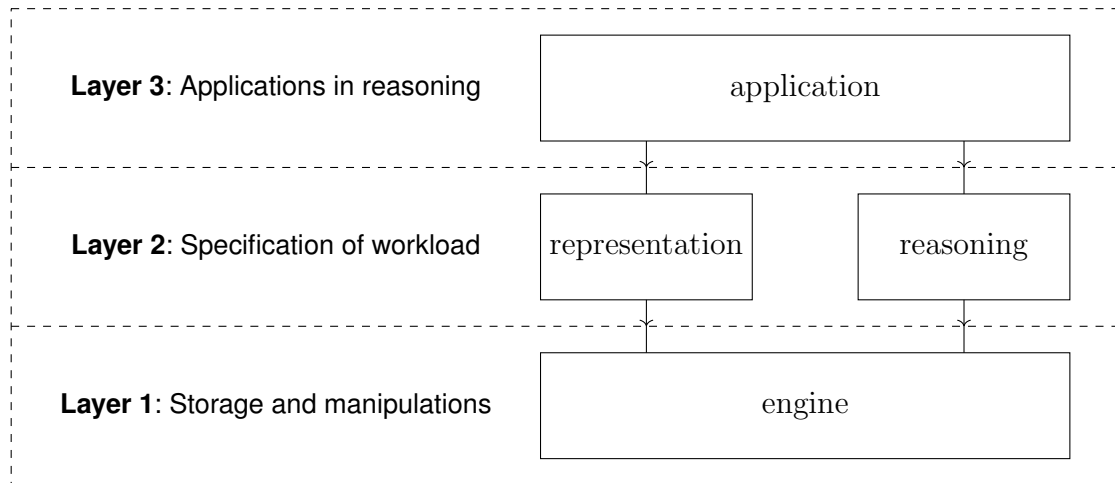 Layer 3: Applications in reasoning
application
Layer 2: Specification of workload
representation
reasoning
Layer 1: Storage and manipulations
engine